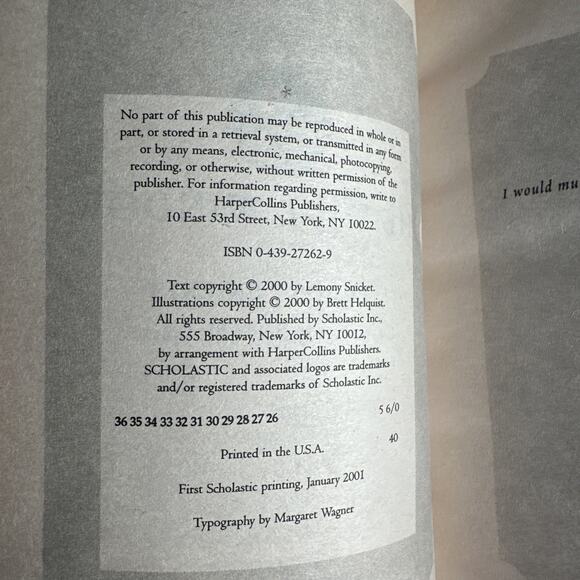 *
No part of this publication may be reproduced in whole or in
part, or stored in a retrieval system, or transmitted in any form
or by any means, electronic, mechanical, photocopying,
recording, or otherwise, without written permission of the
publisher. For information regarding permission, write to
HarperCollins Publishers,
10 East 53rd Street, New York, NY 10022.
ISBN 0-439-27262-9
Text copyright © 2000 by Lemony Snicket.
Illustrations copyright © 2000 by Brett Helquist.
All rights reserved. Published by Scholastic Inc.,
555 Broadway, New York, NY 10012,
by arrangement with HarperCollins Publishers.
SCHOLASTIC and associated logos are trademarks
and/or registered trademarks of Scholastic Inc.
36 35 34 33 32 31 30 29 28 27 26 5 6/0
40
Printed in the U.S.A.
First Scholastic printing, January 2001
Typography by Margaret Wagner
I would mu